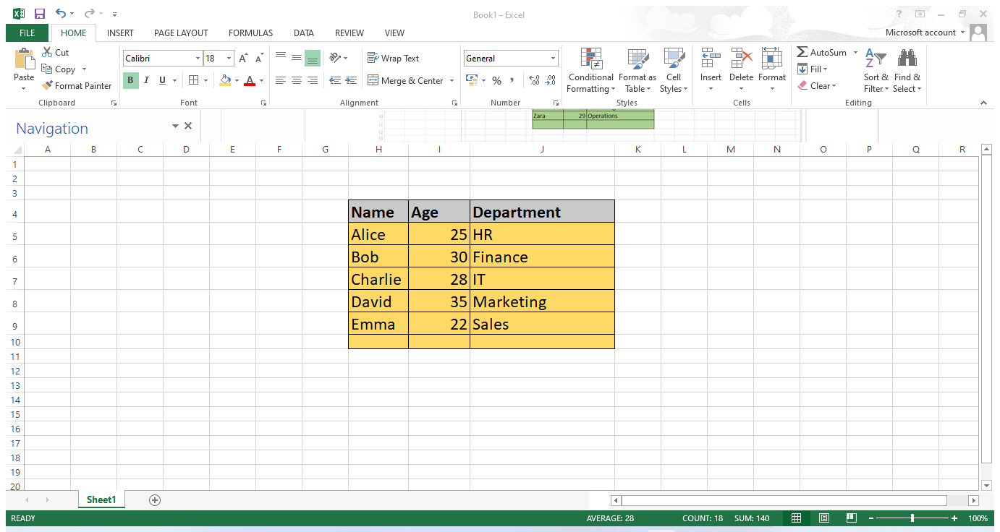 Book1 - Excel
?
FILE HOME INSERT PAGE LAYOUT FORMULAS DATA REVIEW VIEW Microsoft account
Paste
Cut
Copy
Format Painter
Clipboard
Calibri 18 A A
B I U A
Font
Wrap Text
Merge & Center
Alignment
General
% , .0 .00 .00 .0
Number
Conditional Formatting
Format as Table
Cell Styles
Styles
Insert Delete Format
Cells
AutoSum
Fill
Clear
Sort & Filter
Find & Select
Editing
Navigation
10 Zara 29 Operations
11
12
13
A B C D E F G H I J K L M N O P Q R
1
2
3
4 Name Age Department
5 Alice 25 HR
6 Bob 30 Finance
7 Charlie 28 IT
8 David 35 Marketing
9 Emma 22 Sales
10
11
12
13
14
15
16
17
18
19
20
Sheet1
READY AVERAGE: 28 COUNT: 18 SUM: 140 100%